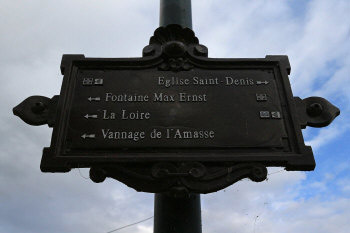 Eglise Saint-Denis
Fontaine Max Ernst
La Loire
Vannage de l'Amasse